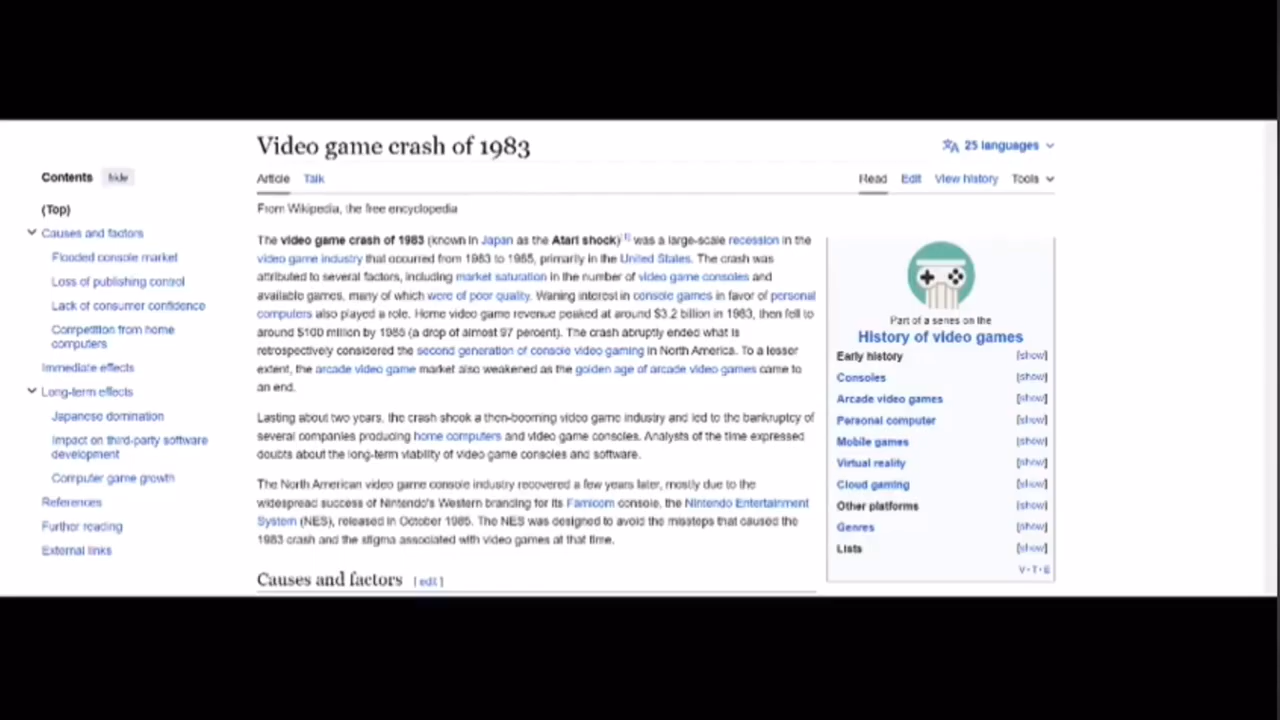 Video game crash of 1983
25 languages
Contents hide
Article Talk
Read Edit View history Tools
From Wikipedia, the free encyclopedia
(Top)
Causes and factors
Flooded console market
Loss of publishing control
Lack of consumer confidence
Competition from home
computers
Immediate effects
Long-term effects
Japanese domination
Impact on third-party software
development
Computer game growth
References
Further reading
External links
The video game crash of 1983 (known in Japan as the Atari shock)[1] was a large-scale recession in the
video game industry that occurred from 1983 to 1985, primarily in the United States. The crash was
attributed to several factors, including market saturation in the number of video game consoles and
available games, many of which were of poor quality. Waning interest in console games in favor of personal
computers also played a role. Home video game revenue peaked at around $3.2 billion in 1983, then fell to
around $100 million by 1985 (a drop of almost 97 percent). The crash abruptly ended what is
retrospectively considered the second generation of console video gaming in North America. To a lesser
extent, the arcade video game market also weakened as the golden age of arcade video games came to
an end.
Lasting about two years, the crash shook a then-booming video game industry and led to the bankruptcy of
several companies producing home computers and video game consoles. Analysts of the time expressed
doubts about the long-term viability of video game consoles and software.
The North American video game console industry recovered a few years later, mostly due to the
widespread success of Nintendo's Western branding for its Famicom console, the Nintendo Entertainment
System (NES), released in October 1985. The NES was designed to avoid the missteps that caused the
1983 crash and the stigma associated with video games at that time.
Causes and factors [ edit ]
Part of a series on the
History of video games
Early history [show]
Consoles [show]
Arcade video games [show]
Personal computer [show]
Mobile games [show]
Virtual reality [show]
Cloud gaming [show]
Other platforms [show]
Genres [show]
Lists [show]
V·T·E